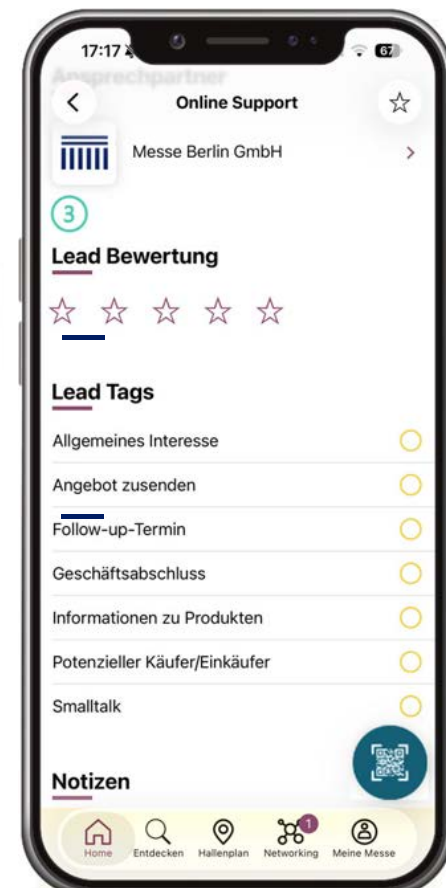 17:17
67
Ansprechpartner
Online Support
Messe Berlin GmbH
3
Lead Bewertung
Lead Tags
Allgemeines Interesse
Angebot zusenden
Follow-up-Termin
Geschäftsabschluss
Informationen zu Produkten
Potenzieller Käufer/Einkäufer
Smalltalk
Notizen
1
Home Entdecken Hallenplan Networking Meine Messe